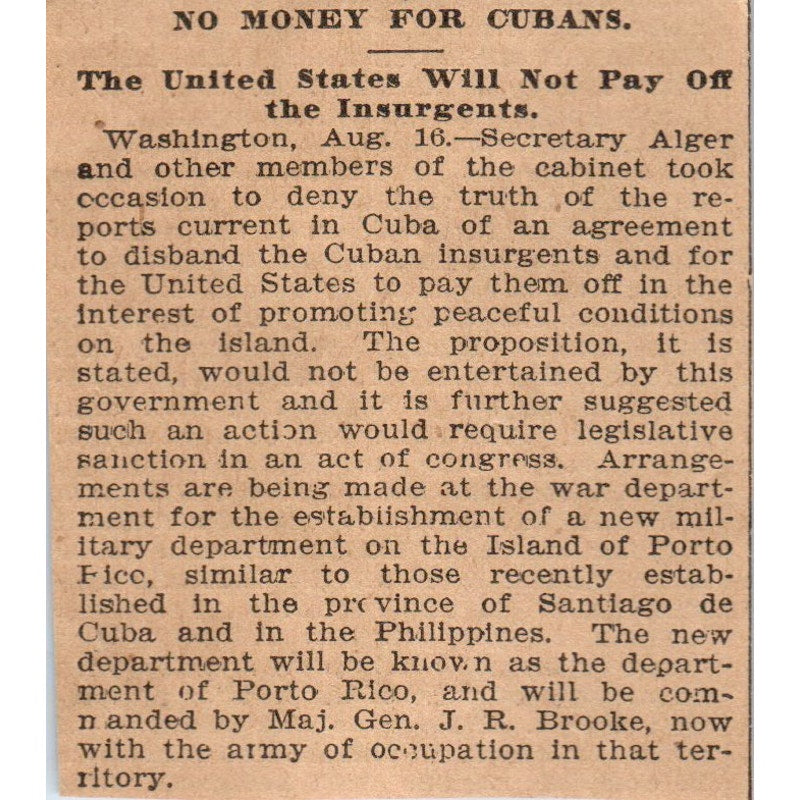 NO MONEY FOR CUBANS.
The United States Will Not Pay Off
the Insurgents.
Washington, Aug. 16.—Secretary Alger
and other members of the cabinet took
occasion to deny the truth of the re-
ports current in Cuba of an agreement
to disband the Cuban insurgents and for
the United States to pay them off in the
interest of promoting peaceful conditions
on the island. The proposition, it is
stated, would not be entertained by this
government and it is further suggested
such an action would require legislative
sanction in an act of congress. Arrange-
ments are being made at the war depart-
ment for the establishment of a new mil-
itary department on the Island of Porto
Rico, similar to those recently estab-
lished in the province of Santiago de
Cuba and in the Philippines. The new
department will be known as the depart-
ment of Porto Rico, and will be com-
manded by Maj. Gen. J. R. Brooke, now
with the army of occupation in that ter-
ritory.